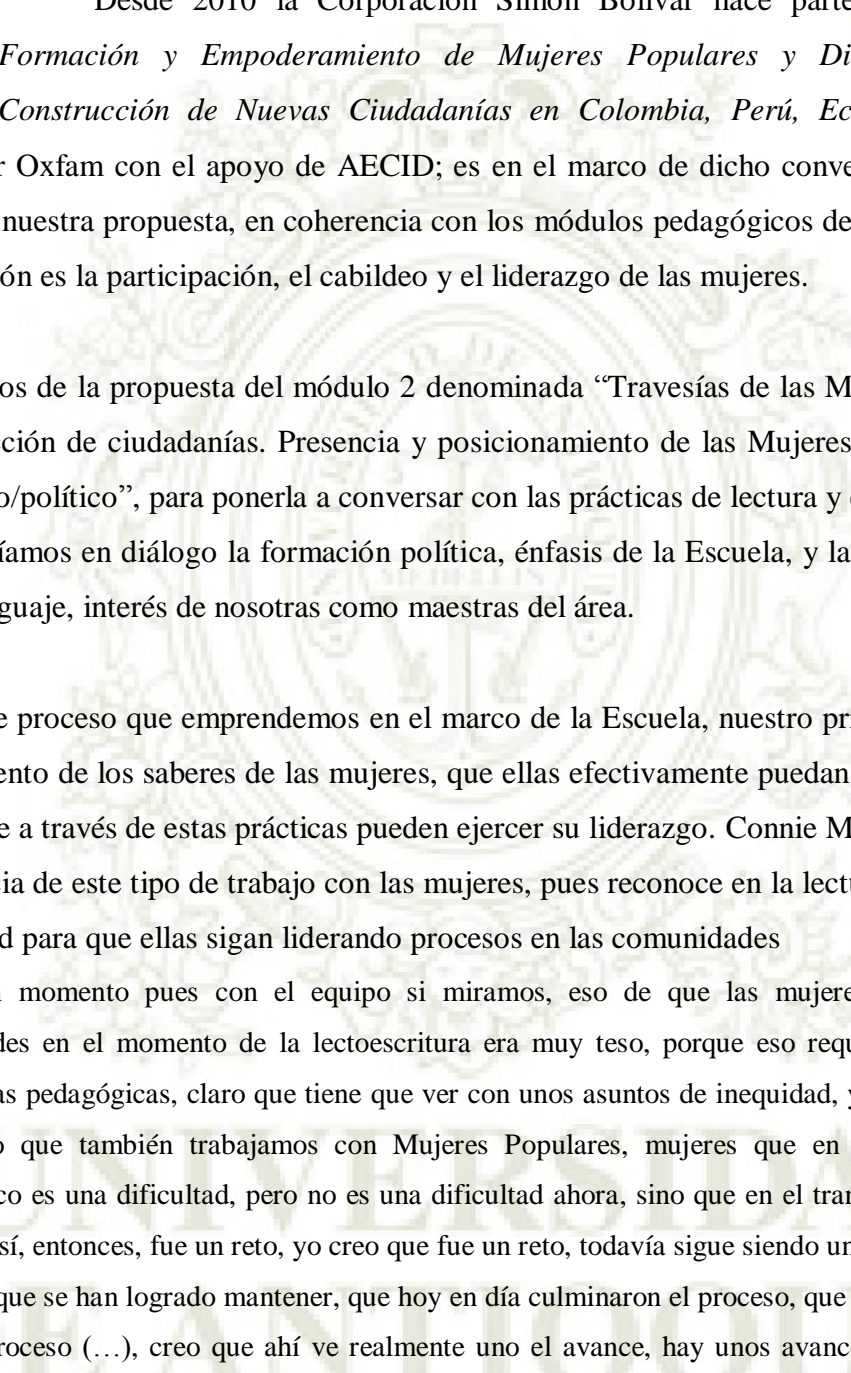 Desde 2010 la Corporación Simón Bolívar hace parte
Formación y Empoderamiento de Mujeres Populares y Di
Construcción de Nuevas Ciudadanías en Colombia, Perú, Ec
r Oxfam con el apoyo de AECID; es en el marco de dicho conve
nuestra propuesta, en coherencia con los módulos pedagógicos de
ón es la participación, el cabildeo y el liderazgo de las mujeres.
os de la propuesta del módulo 2 denominada “Travesías de las M
cción de ciudadanías. Presencia y posicionamiento de las Mujeres
o/político”, para ponerla a conversar con las prácticas de lectura y
íamos en diálogo la formación política, énfasis de la Escuela, y la
guaje, interés de nosotras como maestras del área.
e proceso que emprendemos en el marco de la Escuela, nuestro pri
ento de los saberes de las mujeres, que ellas efectivamente puedan
e a través de estas prácticas pueden ejercer su liderazgo. Connie M
cia de este tipo de trabajo con las mujeres, pues reconoce en la lectu
d para que ellas sigan liderando procesos en las comunidades
momento pues con el equipo si miramos, eso de que las mujere
des en el momento de la lectoescritura era muy teso, porque eso requ
as pedagógicas, claro que tiene que ver con unos asuntos de inequidad, y
o que también trabajamos con Mujeres Populares, mujeres que en
co es una dificultad, pero no es una dificultad ahora, sino que en el tran
sí, entonces, fue un reto, yo creo que fue un reto, todavía sigue siendo un
que se han logrado mantener, que hoy en día culminaron el proceso, que
roceso (…), creo que ahí ve realmente uno el avance, hay unos avance
UNIVERSIDA
E ANTIOQU